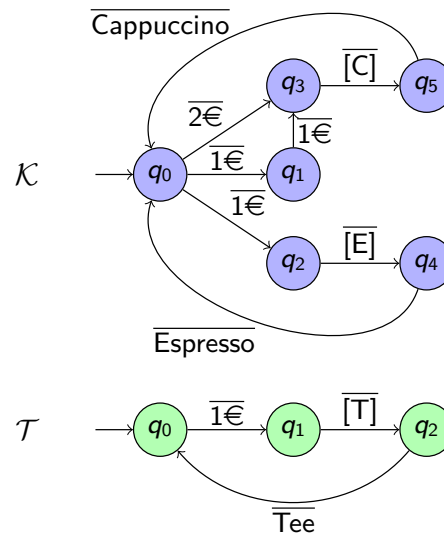 Cappuccino
q3
[C]
q5
2€
1€
K
q0
1€
q1
1€
q2
[E]
q4
Espresso
T
q0
1€
q1
[T]
q2
Tee